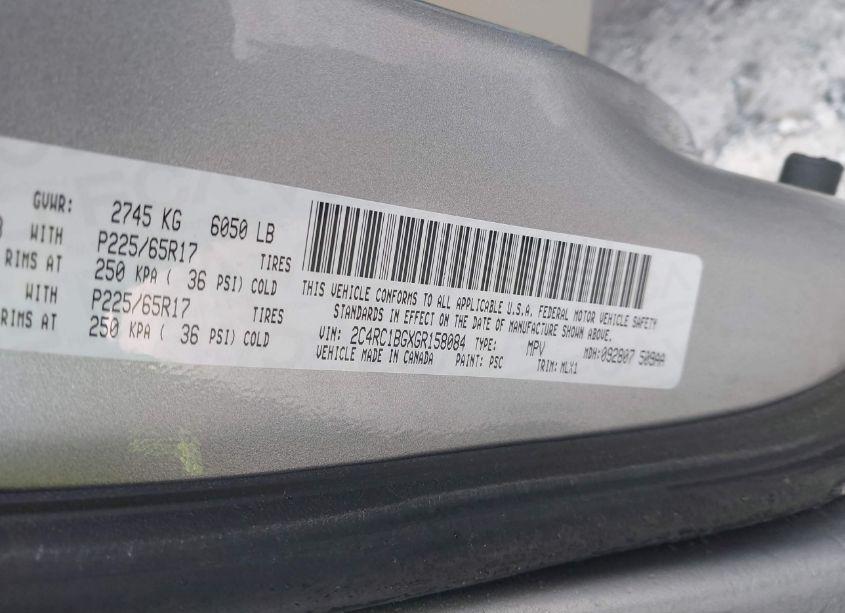 GVWR: 2745 KG 6050 LB
WITH P225/65R17 TIRES
RIMS AT 250 KPA ( 36 PSI) COLD
WITH P225/65R17 TIRES
RIMS AT 250 KPA ( 36 PSI) COLD
THIS VEHICLE CONFORMS TO ALL APPLICABLE U.S.A. FEDERAL MOTOR VEHICLE SAFETY
STANDARDS IN EFFECT ON THE DATE OF MANUFACTURE SHOWN ABOVE.
VIN: 2C4RC1BGXGR158084 TYPE: MPV MDH:092807 509AA
VEHICLE MADE IN CANADA PAINT: PSC TRIM: MLX1